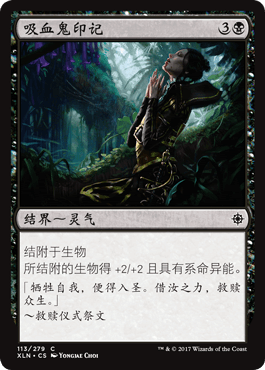 吸血鬼印记 3
结界～灵气
结附于生物
所结附的生物得 +2/+2 且具有系命异能。
「牺牲自我，便得入圣。借汝之力，救赎
众生。」
～救赎仪式祭文
113/279 C
XLN • CS YONGJAE CHOI
™ & © 2017 Wizards of the Coast